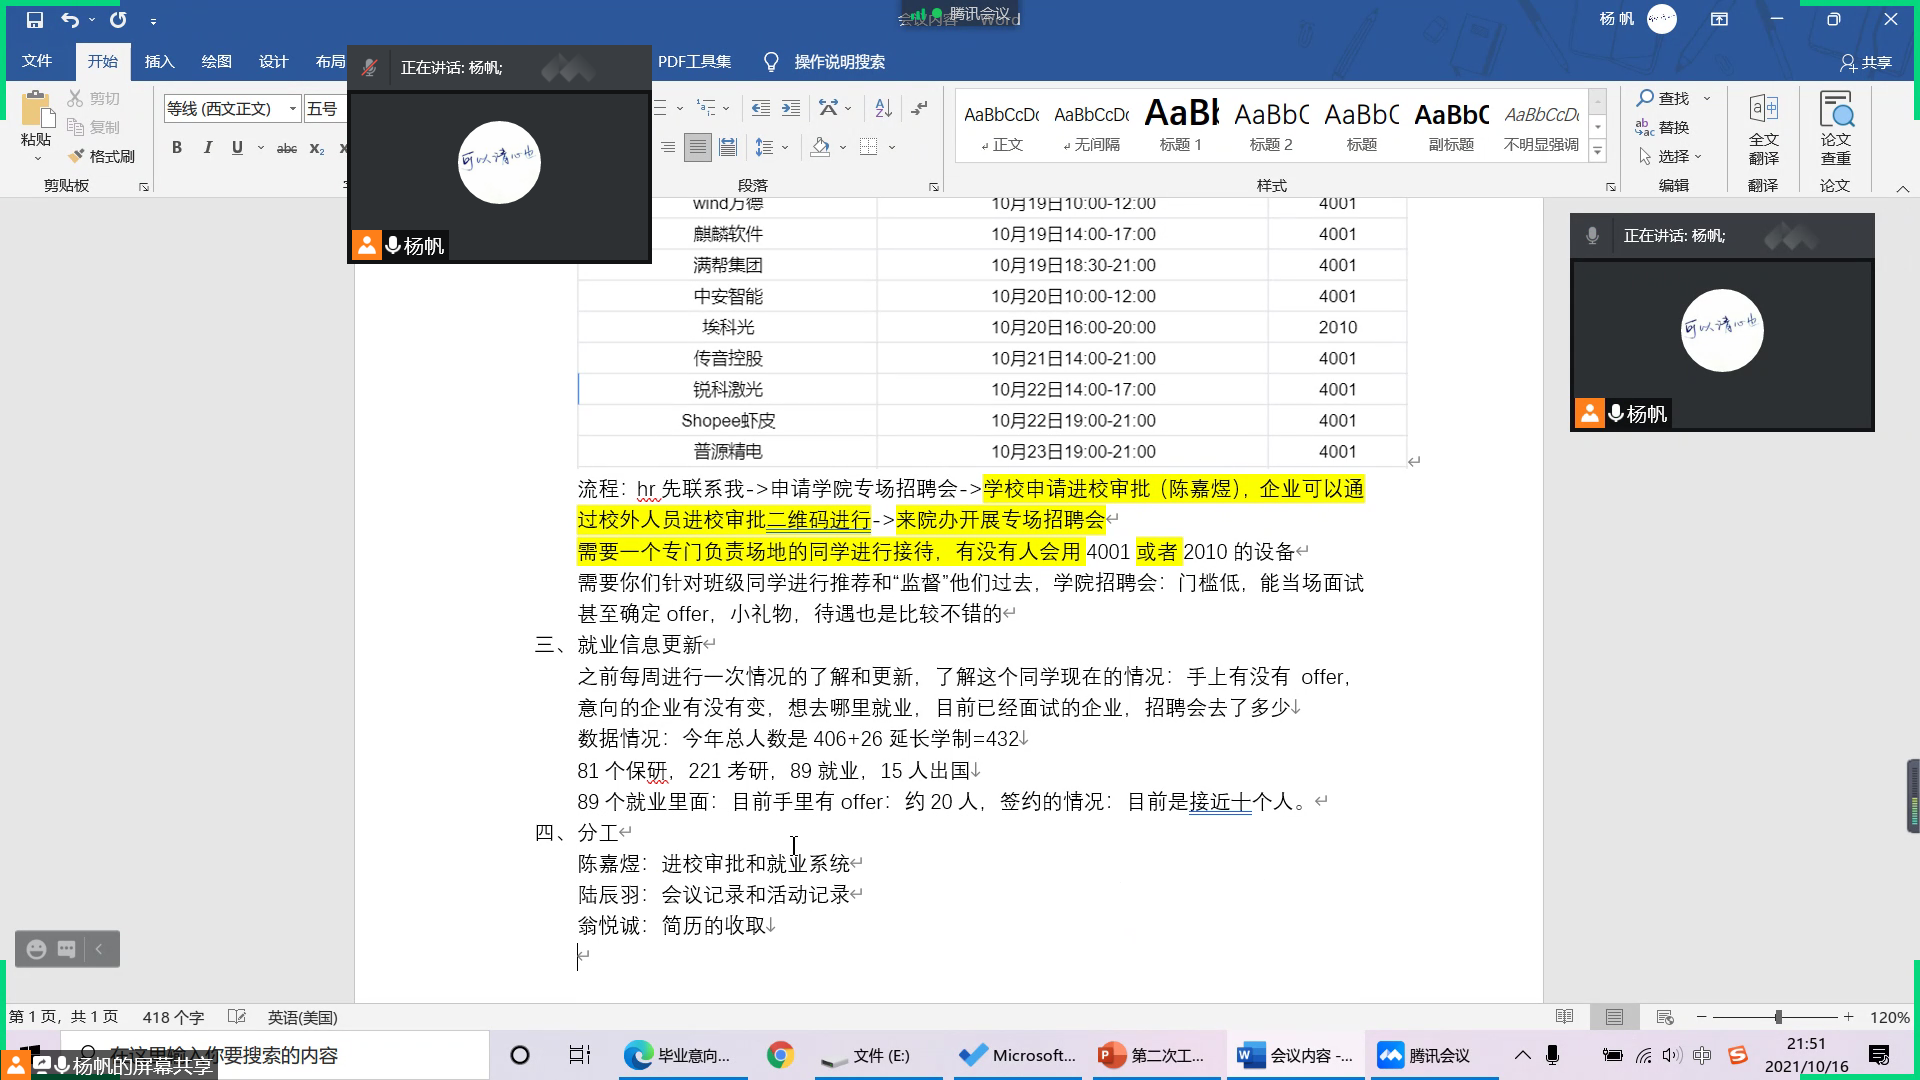 腾讯会议
杨 帆
文件 开始 插入 绘图 设计 布局 PDF工具集 操作说明搜索 共享
正在讲话: 杨帆;
可以请心也
杨帆
粘贴
剪切
复制
格式刷
剪贴板
等线 (西文正文) 五号
B I U abc x₂
段落
AaBbCcDc AaBbCcDc AaBb AaBbC AaBbC AaBbC AaBbCcDc
正文 无间隔 标题 1 标题 2 标题 副标题 不明显强调
样式
查找
替换
选择
编辑
全文翻译
翻译
论文查重
论文
正在讲话: 杨帆;
可以请心也
杨帆
wind万德 10月19日10:00-12:00 4001
麒麟软件 10月19日14:00-17:00 4001
满帮集团 10月19日18:30-21:00 4001
中安智能 10月20日10:00-12:00 4001
埃科光 10月20日16:00-20:00 2010
传音控股 10月21日14:00-21:00 4001
锐科激光 10月22日14:00-17:00 4001
Shopee虾皮 10月22日19:00-21:00 4001
普源精电 10月23日19:00-21:00 4001
流程：hr 先联系我->申请学院专场招聘会->学校申请进校审批（陈嘉煜），企业可以通
过校外人员进校审批二维码进行->来院办开展专场招聘会
需要一个专门负责场地的同学进行接待，有没有人会用 4001 或者 2010 的设备
需要你们针对班级同学进行推荐和“监督”他们过去，学院招聘会：门槛低，能当场面试
甚至确定 offer，小礼物，待遇也是比较不错的
三、就业信息更新
之前每周进行一次情况的了解和更新，了解这个同学现在的情况：手上有没有 offer，
意向的企业有没有变，想去哪里就业，目前已经面试的企业，招聘会去了多少
数据情况：今年总人数是 406+26 延长学制=432
81 个保研，221 考研，89 就业，15 人出国
89 个就业里面：目前手里有 offer：约 20 人，签约的情况：目前是接近十个人。
四、分工
陈嘉煜：进校审批和就业系统
陆辰羽：会议记录和活动记录
翁悦诚：简历的收取
第 1 页，共 1 页 418 个字 英语(美国) 120%
杨帆的屏幕共享
毕业意向... 文件 (E:) Microsoft... 第二次工... 会议内容 -... 腾讯会议
中
21:51
2021/10/16